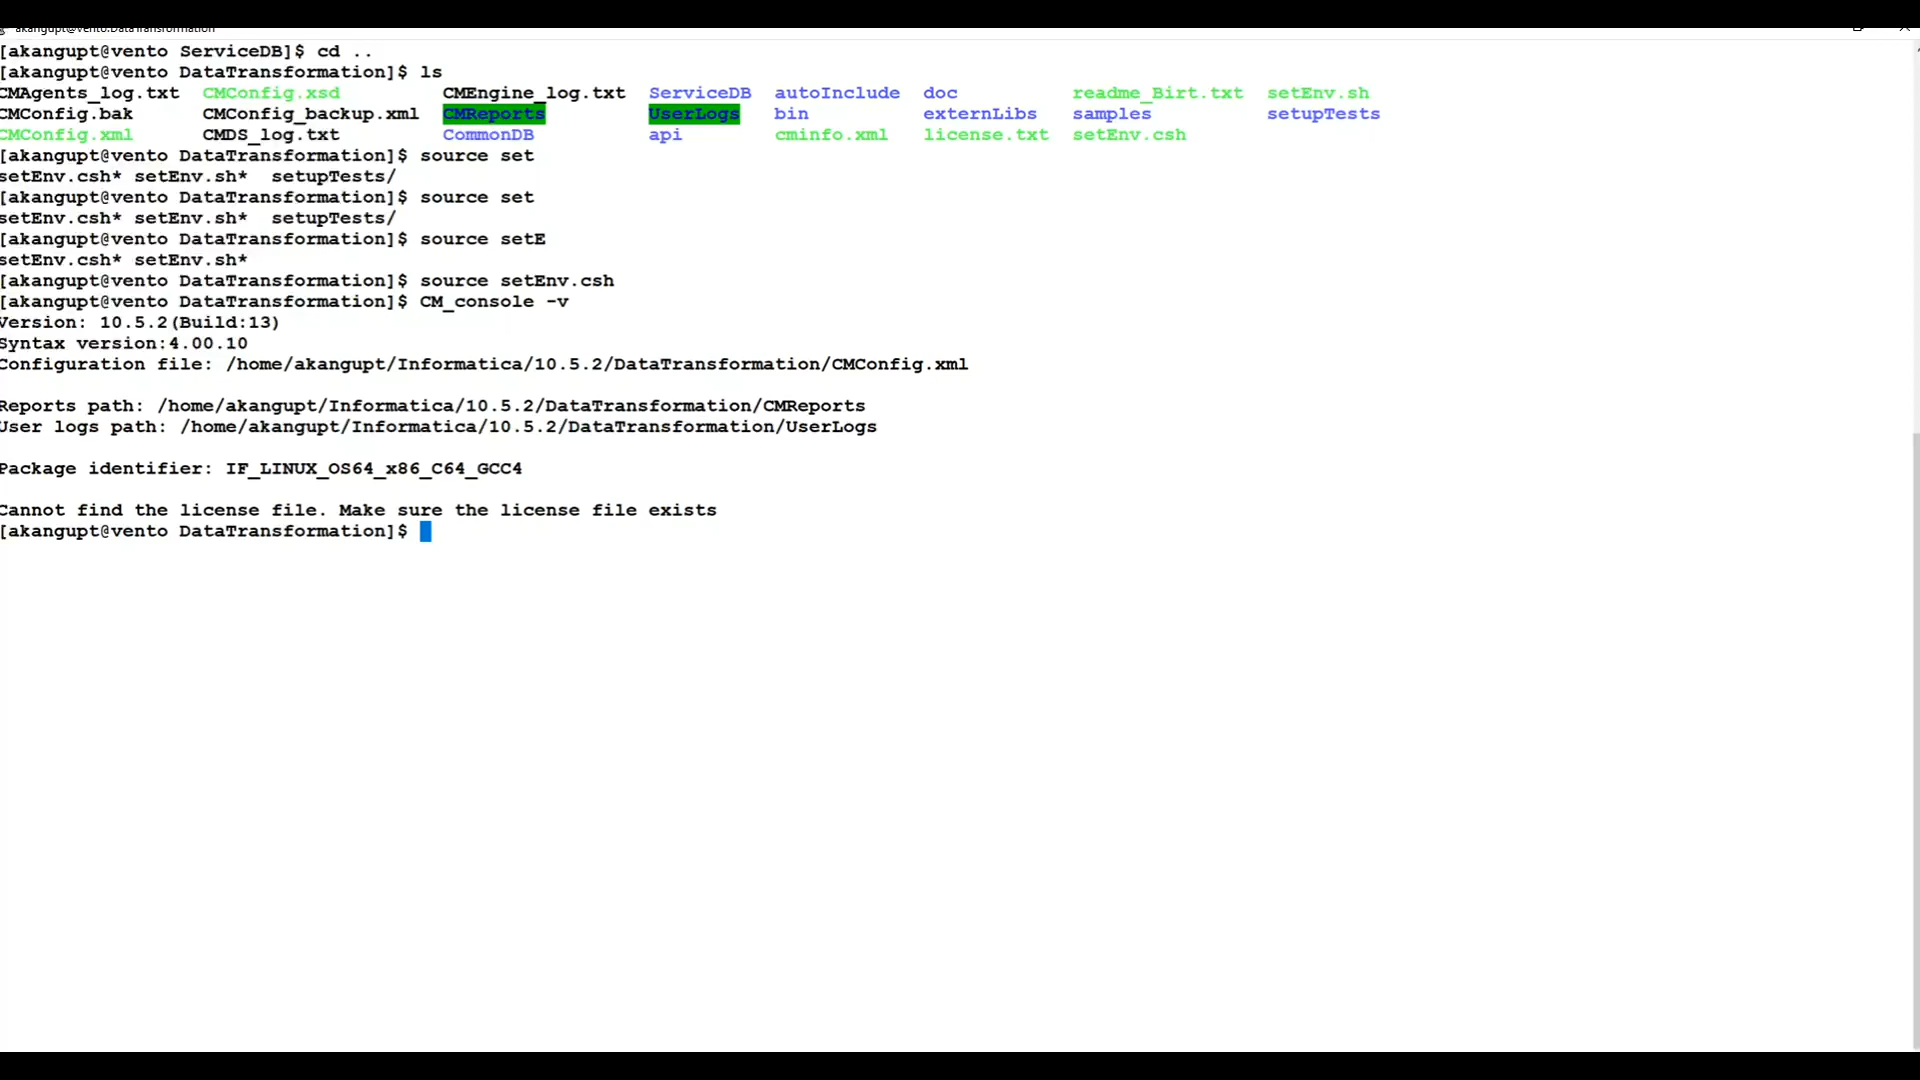 akangupt@vento:DataTransformation
[akangupt@vento ServiceDB]$ cd ..
[akangupt@vento DataTransformation]$ ls
CMAgents_log.txt  CMConfig.xsd         CMEngine_log.txt  ServiceDB  autoInclude  doc         readme_Birt.txt  setEnv.sh
CMConfig.bak      CMConfig_backup.xml  CMReports         UserLogs   bin          externLibs  samples          setupTests
CMConfig.xml      CMDS_log.txt         CommonDB          api        cminfo.xml   license.txt  setEnv.csh
[akangupt@vento DataTransformation]$ source set
setEnv.csh* setEnv.sh*  setupTests/
[akangupt@vento DataTransformation]$ source set
setEnv.csh* setEnv.sh*  setupTests/
[akangupt@vento DataTransformation]$ source setE
setEnv.csh* setEnv.sh*
[akangupt@vento DataTransformation]$ source setEnv.csh
[akangupt@vento DataTransformation]$ CM_console -v
Version: 10.5.2(Build:13)
Syntax version:4.00.10
Configuration file: /home/akangupt/Informatica/10.5.2/DataTransformation/CMConfig.xml
Reports path: /home/akangupt/Informatica/10.5.2/DataTransformation/CMReports
User logs path: /home/akangupt/Informatica/10.5.2/DataTransformation/UserLogs
Package identifier: IF_LINUX_OS64_x86_C64_GCC4
Cannot find the license file. Make sure the license file exists
[akangupt@vento DataTransformation]$